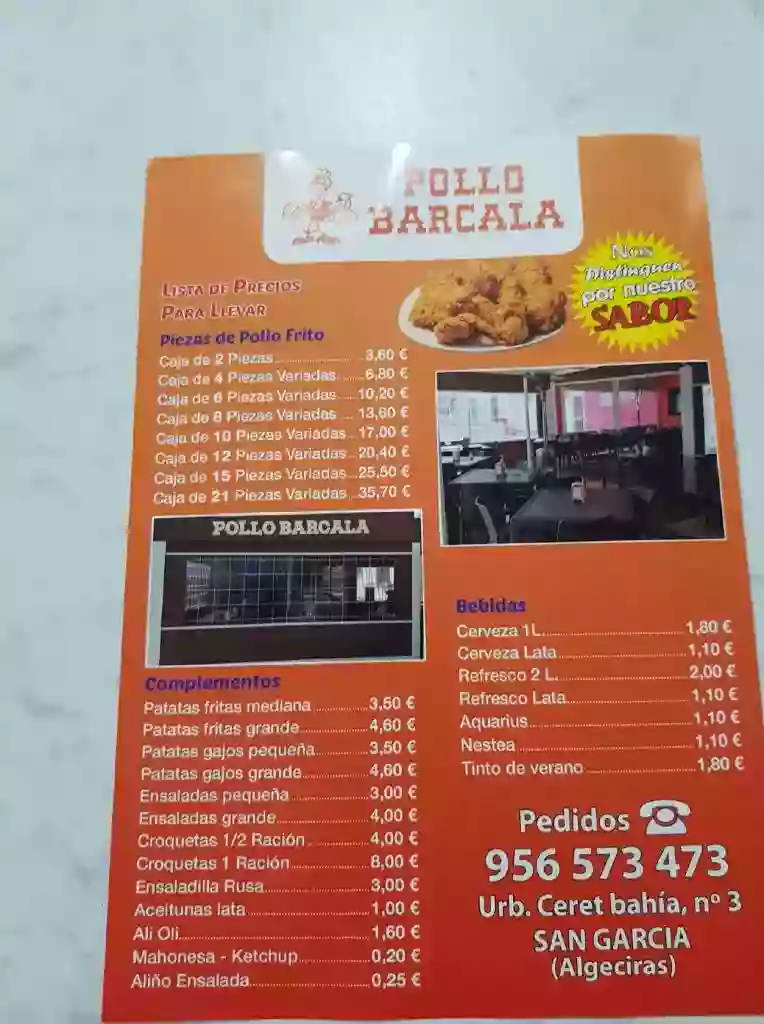 POLLO
BARCALA
Nos
Distinguen
por nuestro
SABOR
LISTA DE PRECIOS
PARA LLEVAR
Piezas de Pollo Frito
Caja de 2 Piezas 3,60 €
Caja de 4 Piezas Variadas 6,80 €
Caja de 6 Piezas Variadas 10,20 €
Caja de 8 Piezas Variadas 13,60 €
Caja de 10 Piezas Variadas 17,00 €
Caja de 12 Piezas Variadas 20,40 €
Caja de 15 Piezas Variadas 25,50 €
Caja de 21 Piezas Variadas 35,70 €
POLLO BARCALA
Complementos
Patatas fritas mediana 3,50 €
Patatas fritas grande 4,60 €
Patatas gajos pequeña 3,50 €
Patatas gajos grande 4,60 €
Ensaladas pequeña 3,00 €
Ensaladas grande 4,00 €
Croquetas 1/2 Ración 4,00 €
Croquetas 1 Ración 8,00 €
Ensaladilla Rusa 3,00 €
Aceitunas lata 1,00 €
Ali Oli 1,60 €
Mahonesa - Ketchup 0,20 €
Aliño Ensalada 0,25 €
Bebidas
Cerveza 1L. 1,80 €
Cerveza Lata 1,10 €
Refresco 2 L. 2,00 €
Refresco Lata 1,10 €
Aquarius 1,10 €
Nestea 1,10 €
Tinto de verano 1,80 €
Pedidos
956 573 473
Urb. Ceret bahía, nº 3
SAN GARCIA
(Algeciras)